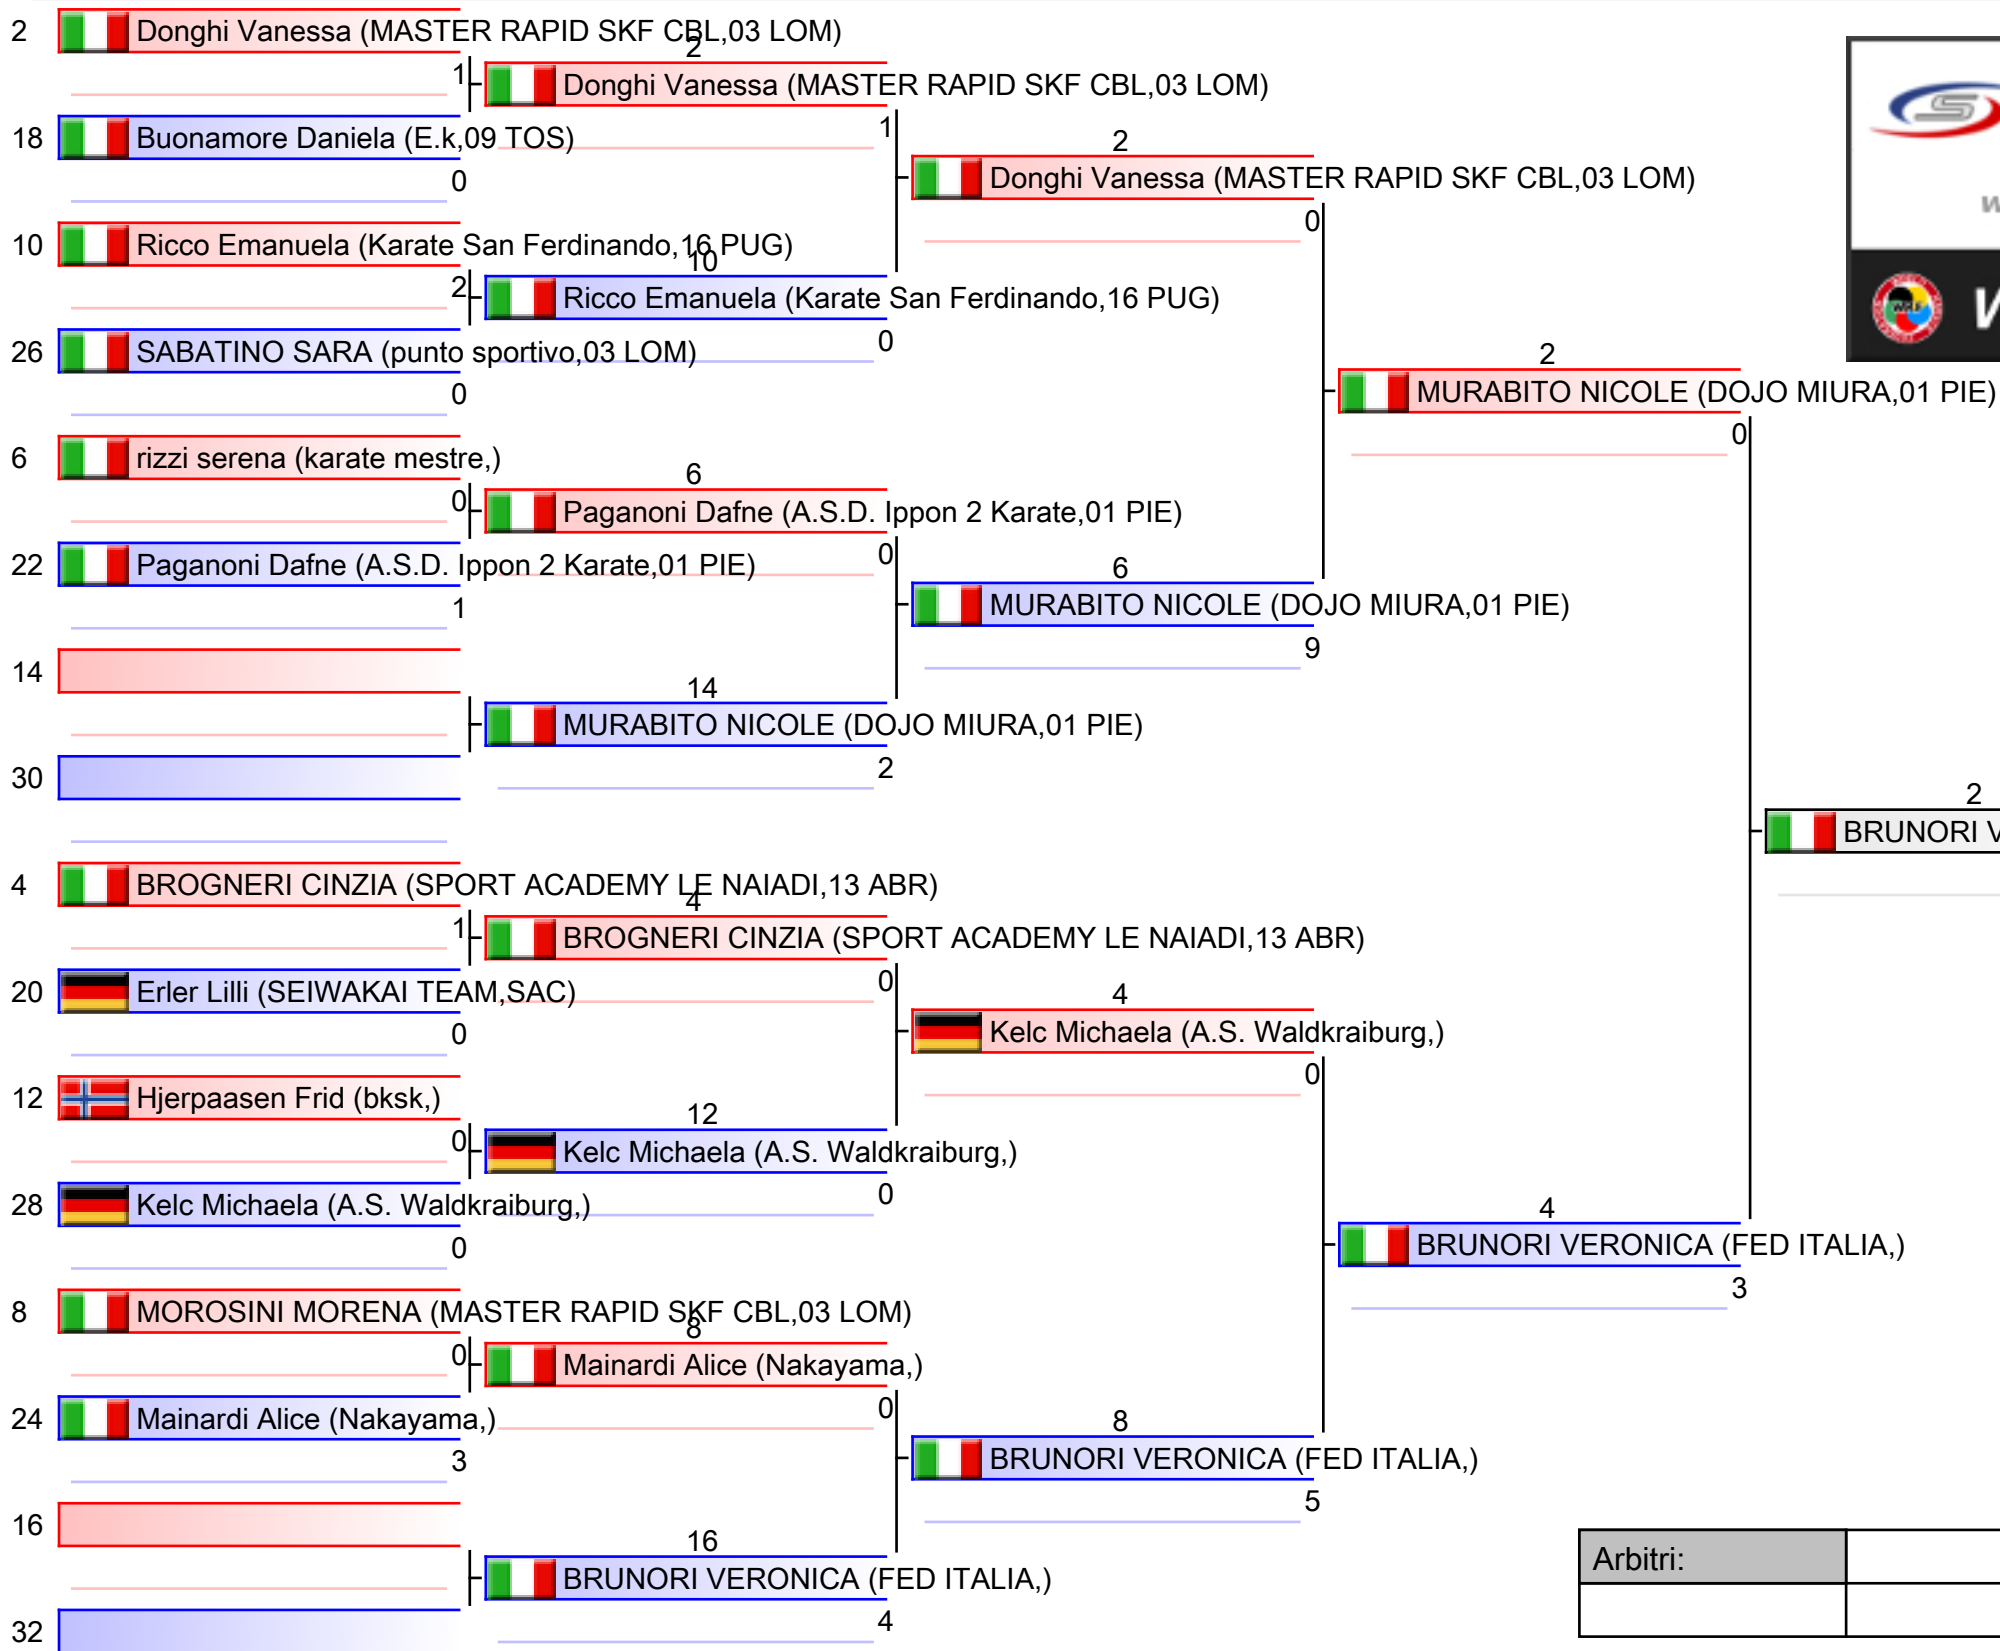 2 Donghi Vanessa (MASTER RAPID SKF CBL,03 LOM)
2
1 Donghi Vanessa (MASTER RAPID SKF CBL,03 LOM)
18 Buonamore Daniela (E.k,09 TOS)
0
1
2
Donghi Vanessa (MASTER RAPID SKF CBL,03 LOM)
0
10 Ricco Emanuela (Karate San Ferdinando,16 PUG)
10
2 Ricco Emanuela (Karate San Ferdinando,16 PUG)
0
26 SABATINO SARA (punto sportivo,03 LOM)
0
2
MURABITO NICOLE (DOJO MIURA,01 PIE)
0
6 rizzi serena (karate mestre,)
6
0 Paganoni Dafne (A.S.D. Ippon 2 Karate,01 PIE)
0
22 Paganoni Dafne (A.S.D. Ippon 2 Karate,01 PIE)
1
6
MURABITO NICOLE (DOJO MIURA,01 PIE)
9
14
14
MURABITO NICOLE (DOJO MIURA,01 PIE)
2
30
2
BRUNORI V
4 BROGNERI CINZIA (SPORT ACADEMY LE NAIADI,13 ABR)
4
1 BROGNERI CINZIA (SPORT ACADEMY LE NAIADI,13 ABR)
0
20 Erler Lilli (SEIWAKAI TEAM,SAC)
0
4
Kelc Michaela (A.S. Waldkraiburg,)
0
12 Hjerpaasen Frid (bksk,)
12
0 Kelc Michaela (A.S. Waldkraiburg,)
0
28 Kelc Michaela (A.S. Waldkraiburg,)
0
4
BRUNORI VERONICA (FED ITALIA,)
3
8 MOROSINI MORENA (MASTER RAPID SKF CBL,03 LOM)
8
0 Mainardi Alice (Nakayama,)
0
24 Mainardi Alice (Nakayama,)
3
8
BRUNORI VERONICA (FED ITALIA,)
5
16
16
BRUNORI VERONICA (FED ITALIA,)
4
32
Arbitri: